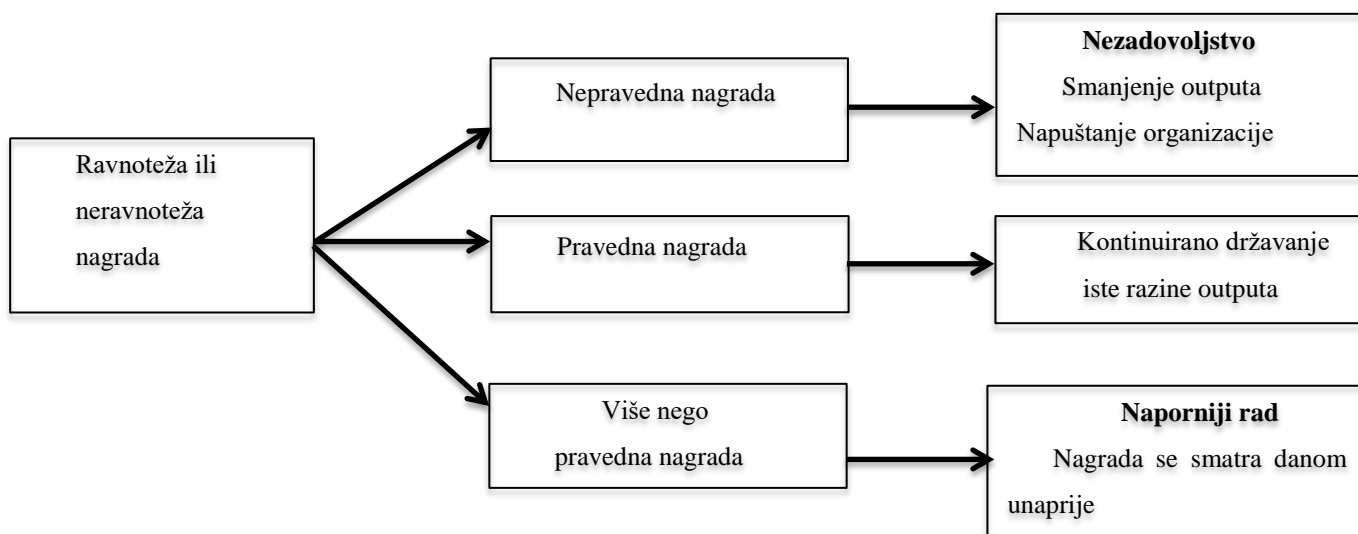 Ravnoteža ili
neravnoteža
nagrada
Nepravedna nagrada
Nezadovoljstvo
Smanjenje outputa
Napuštanje organizacije
Pravedna nagrada
Kontinuirano državanje
iste razine outputa
Više nego
pravedna nagrada
Naporniji rad
Nagrada se smatra danom
unaprije